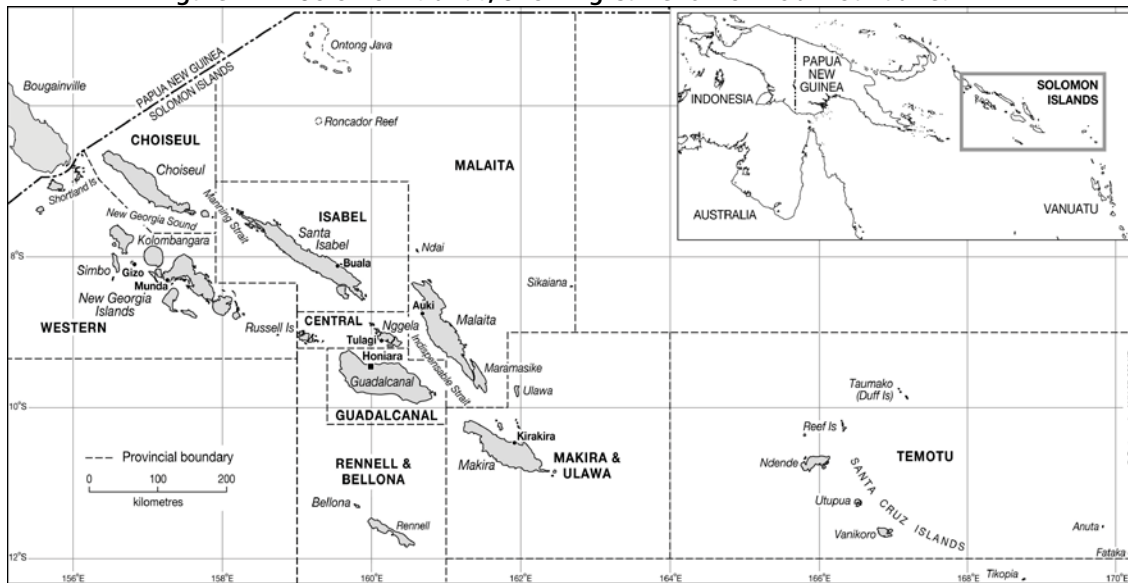 Ontong Java
Bougainville
PAPUA NEW GUINEA
SOLOMON ISLANDS
Roncador Reef
CHOISEUL
Choiseul
MALAITA
Shortland Is
Manning Strait
ISABEL
New Georgia Sound
Santa
Isabel
Kolombangara
Ndai
8°S
Buala
Simbo
Gizo
Sikaiana
Munda
New Georgia
Islands
Auki
Russell Is
CENTRAL
Nggela
Malaita
WESTERN
Tulagi
Indispensable Strait
Honiara
Maramasike
Guadalcanal
Ulawa
Taumako
(Duff Is)
10°S
GUADALCANAL
Reef Is
Kirakira
Provincial boundary
RENNELL &
BELLONA
Makira
MAKIRA &
ULAWA
Ndende
TEMOTU
0 100 200
kilometres
SANTA CRUZ ISLANDS
Utupua
Bellona
Rennell
Vanikoro
Anuta
Fataka
12°S
Tikopia
156°E 158°E 160°E 162°E 164°E 166°E 168°E 170°E
PAPUA
NEW
GUINEA
INDONESIA
SOLOMON
ISLANDS
AUSTRALIA
VANUATU